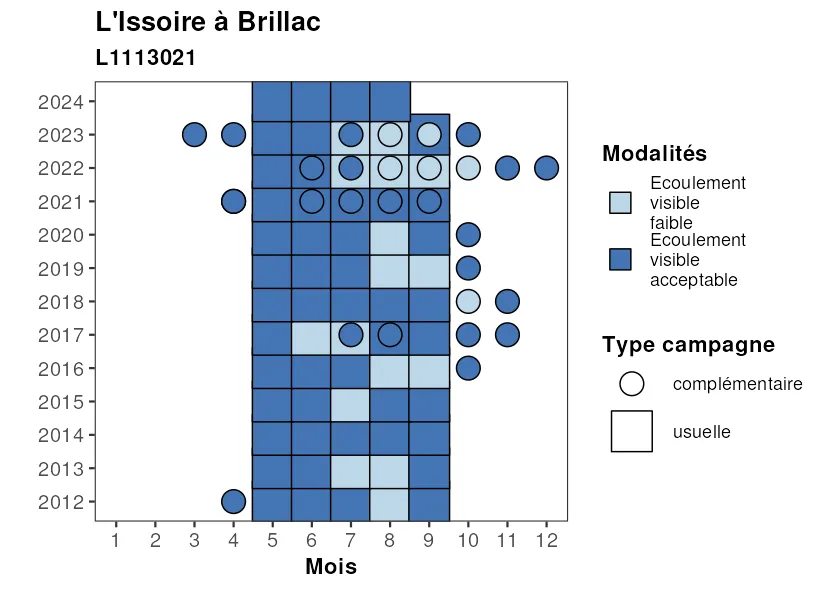 L'Issoire à Brillac
L1113021
2024
2023
2022
2021
2020
2019
2018
2017
2016
2015
2014
2013
2012
1 2 3 4 5 6 7 8 9 10 11 12
Mois
Modalités
Ecoulement
visible
faible
Ecoulement
visible
acceptable
Type campagne
complémentaire
usuelle